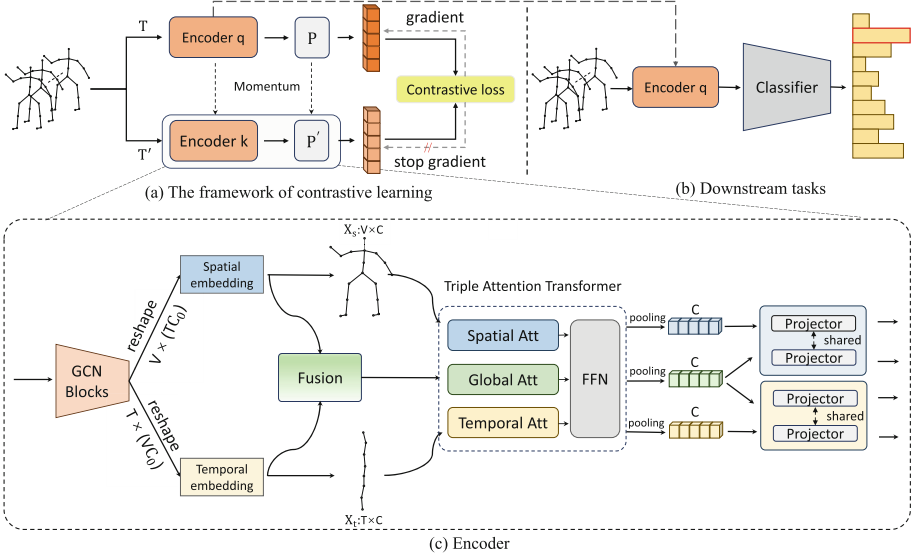 T
Encoder q
P
gradient
Momentum
Contrastive loss
T′
Encoder k
P′
stop gradient
(a) The framework of contrastive learning
Encoder q
Classifier
(b) Downstream tasks
GCN
Blocks
reshape
V × (TC₀)
reshape
T × (VC₀)
Spatial
embedding
Temporal
embedding
Fusion
Xₛ:V×C
Xₜ:T×C
Triple Attention Transformer
Spatial Att
Global Att
Temporal Att
FFN
pooling
C
pooling
C
pooling
C
Projector
shared
Projector
Projector
shared
Projector
(c) Encoder